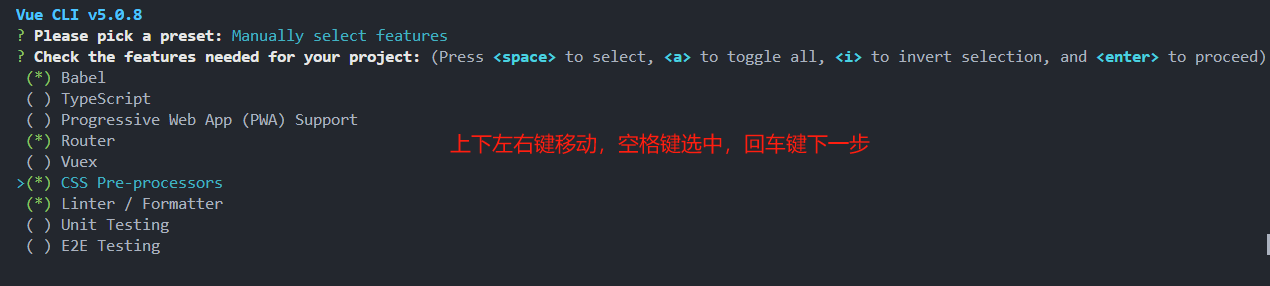 Vue CLI v5.0.8
? Please pick a preset: Manually select features
? Check the features needed for your project: (Press <space> to select, <a> to toggle all, <i> to invert selection, and <enter> to proceed)
(*) Babel
( ) TypeScript
( ) Progressive Web App (PWA) Support
(*) Router
上下左右键移动，空格键选中，回车键下一步
( ) Vuex
>(*) CSS Pre-processors
(*) Linter / Formatter
( ) Unit Testing
( ) E2E Testing